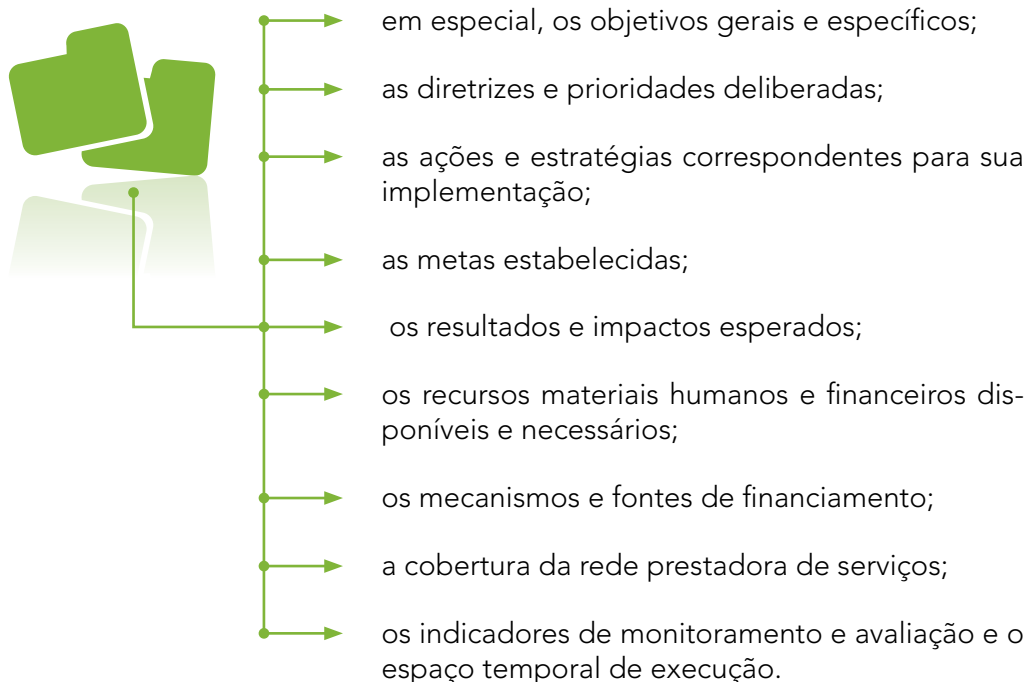 em especial, os objetivos gerais e específicos;
as diretrizes e prioridades deliberadas;
as ações e estratégias correspondentes para sua
implementação;
as metas estabelecidas;
os resultados e impactos esperados;
os recursos materiais humanos e financeiros dis-
poníveis e necessários;
os mecanismos e fontes de financiamento;
a cobertura da rede prestadora de serviços;
os indicadores de monitoramento e avaliação e o
espaço temporal de execução.